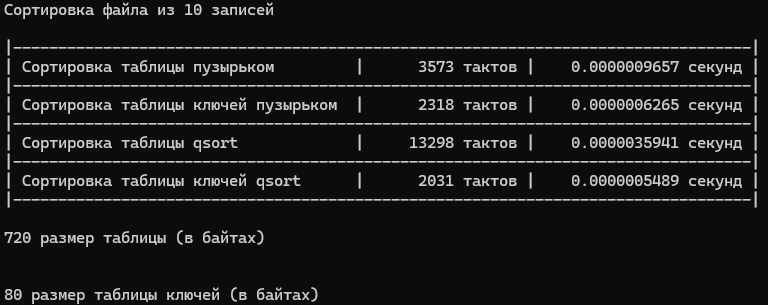 Сортировка файла из 10 записей
|----------------------------------------------------------------------------------|
| Сортировка таблицы пузырьком | 3573 тактов | 0.0000009657 секунд |
|----------------------------------------------------------------------------------|
| Сортировка таблицы ключей пузырьком | 2318 тактов | 0.0000006265 секунд |
|----------------------------------------------------------------------------------|
| Сортировка таблицы qsort | 13298 тактов | 0.0000035941 секунд |
|----------------------------------------------------------------------------------|
| Сортировка таблицы ключей qsort | 2031 тактов | 0.0000005489 секунд |
|----------------------------------------------------------------------------------|
720 размер таблицы (в байтах)
80 размер таблицы ключей (в байтах)